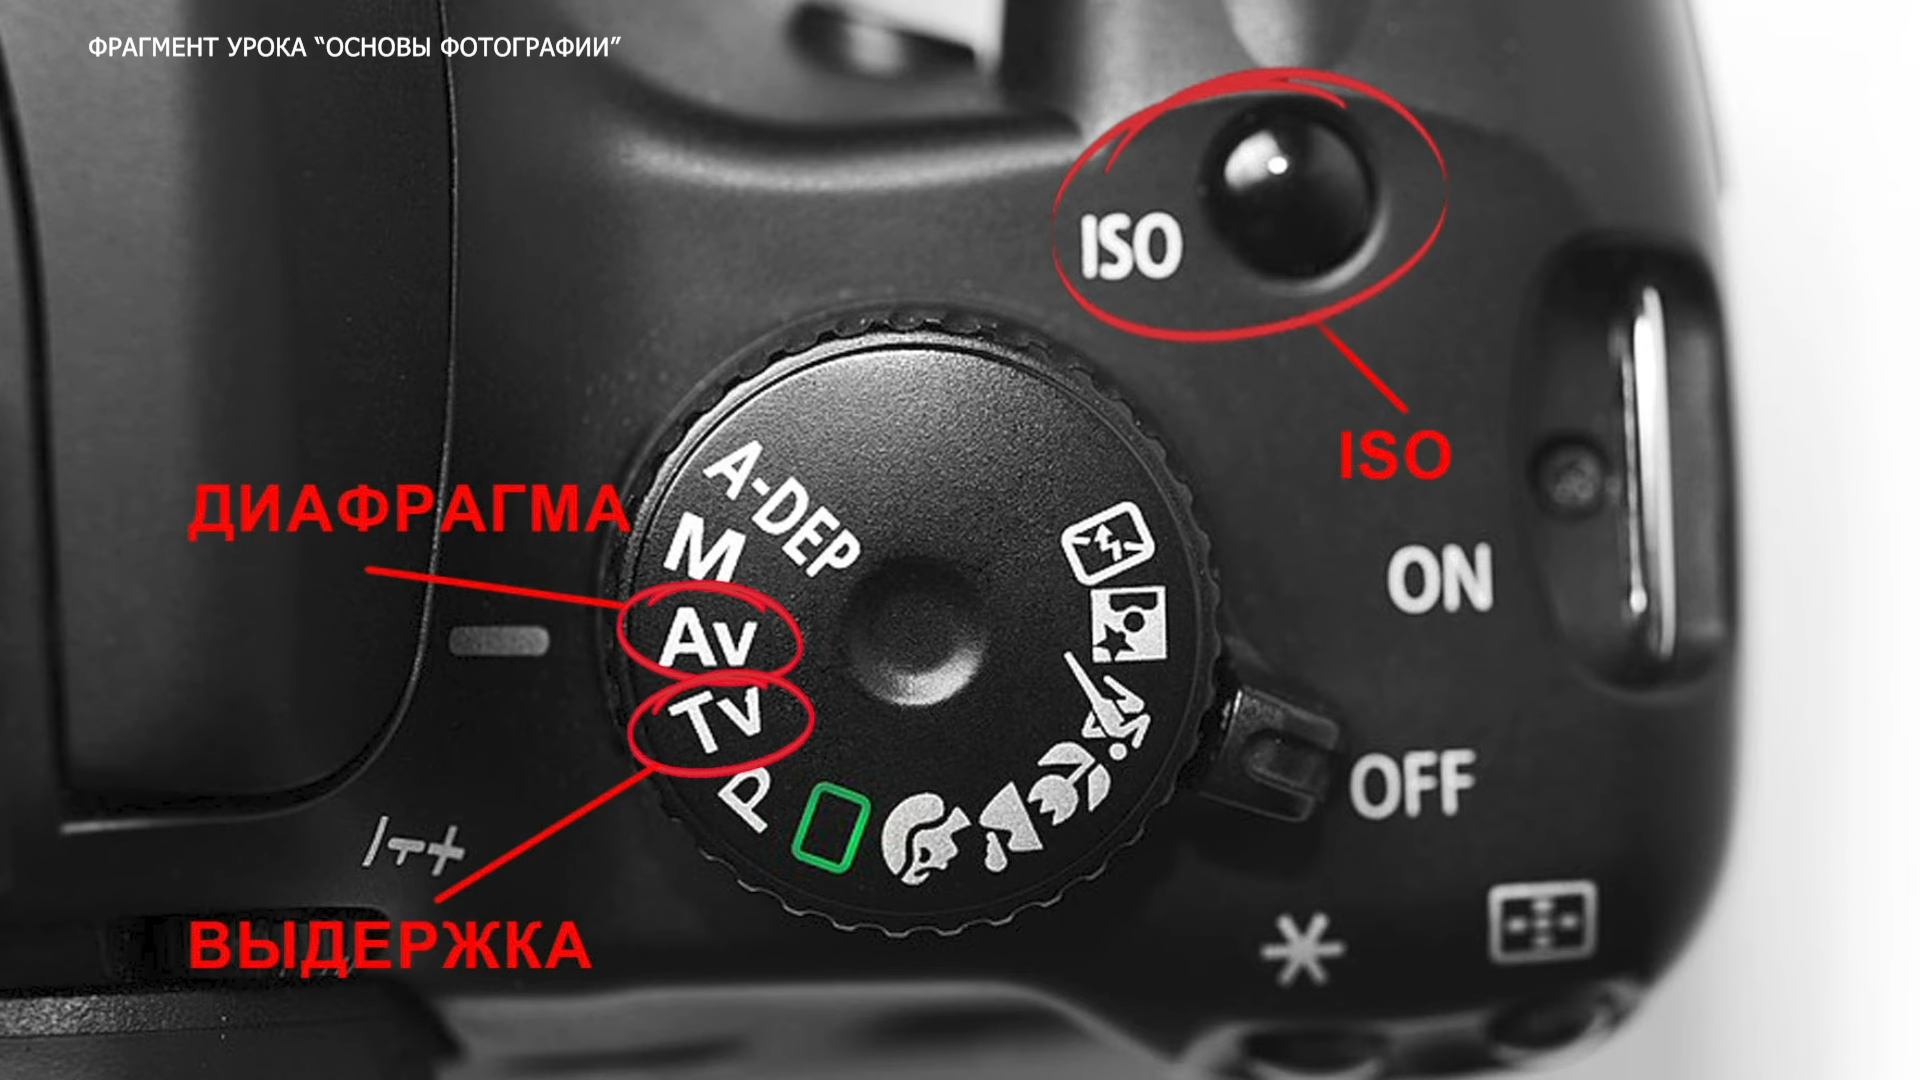 ФРАГМЕНТ УРОКА “ОСНОВЫ ФОТОГРАФИИ”
ISO
ISO
ДИАФРАГМА
A-DEP
M
Av
Tv
P
ON
OFF
ВЫДЕРЖКА